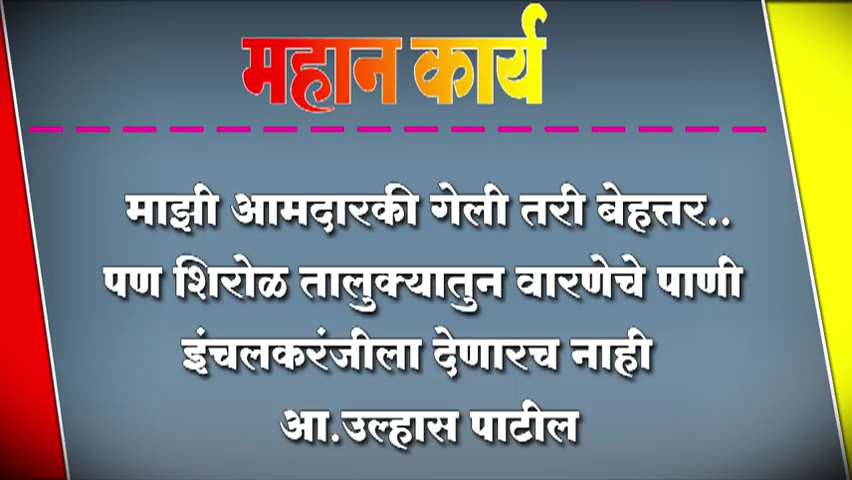 महान कार्य
माझी आमदारकी गेली तरी बेहत्तर..
पण शिरोळ तालुक्यातुन वारणेचे पाणी
इंचलकरंजीला देणारच नाही
आ.उल्हास पाटील